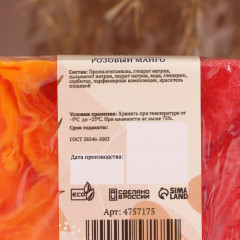 РОЗОВЫЙ МАНГО
Состав: Пропиленгликоль, стеарат натрия,
пальмитат натрия, лаурат натрия, вода, глицерин,
сорбитол, парфюмерная композиция, краситель
пищевой
Условия хранения: Хранить при температуре от
-5°C до +25°C. При влажности не выше 75%.
Срок годности:
ГОСТ 28546-2002
Дата производства:
ECO
СДЕЛАНО
В РОССИИ
SIMA
LAND
Арт: 4757175